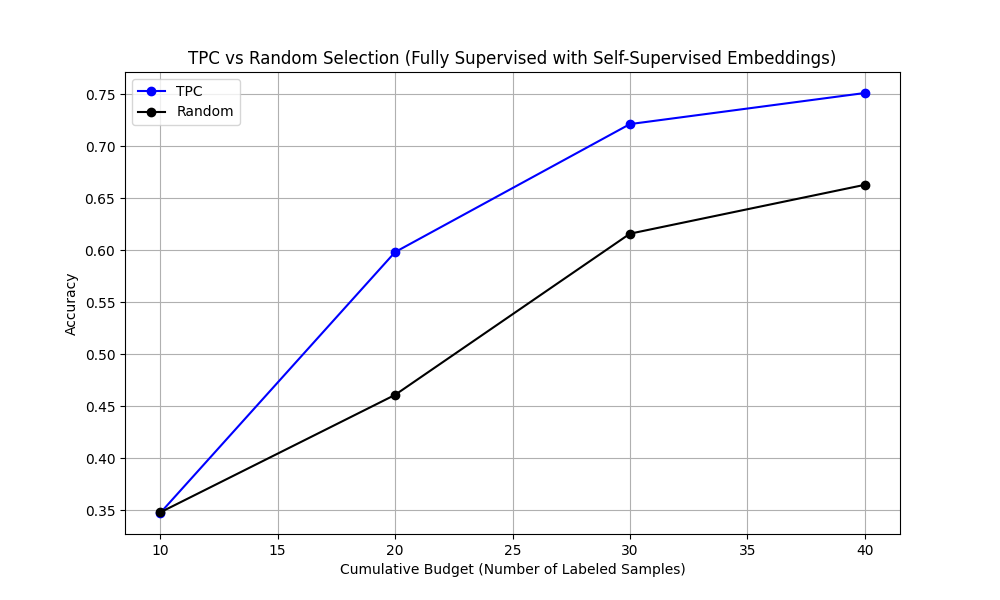 TPC vs Random Selection (Fully Supervised with Self-Supervised Embeddings)
TPC
Random
Accuracy
0.75
0.70
0.65
0.60
0.55
0.50
0.45
0.40
0.35
10 15 20 25 30 35 40
Cumulative Budget (Number of Labeled Samples)